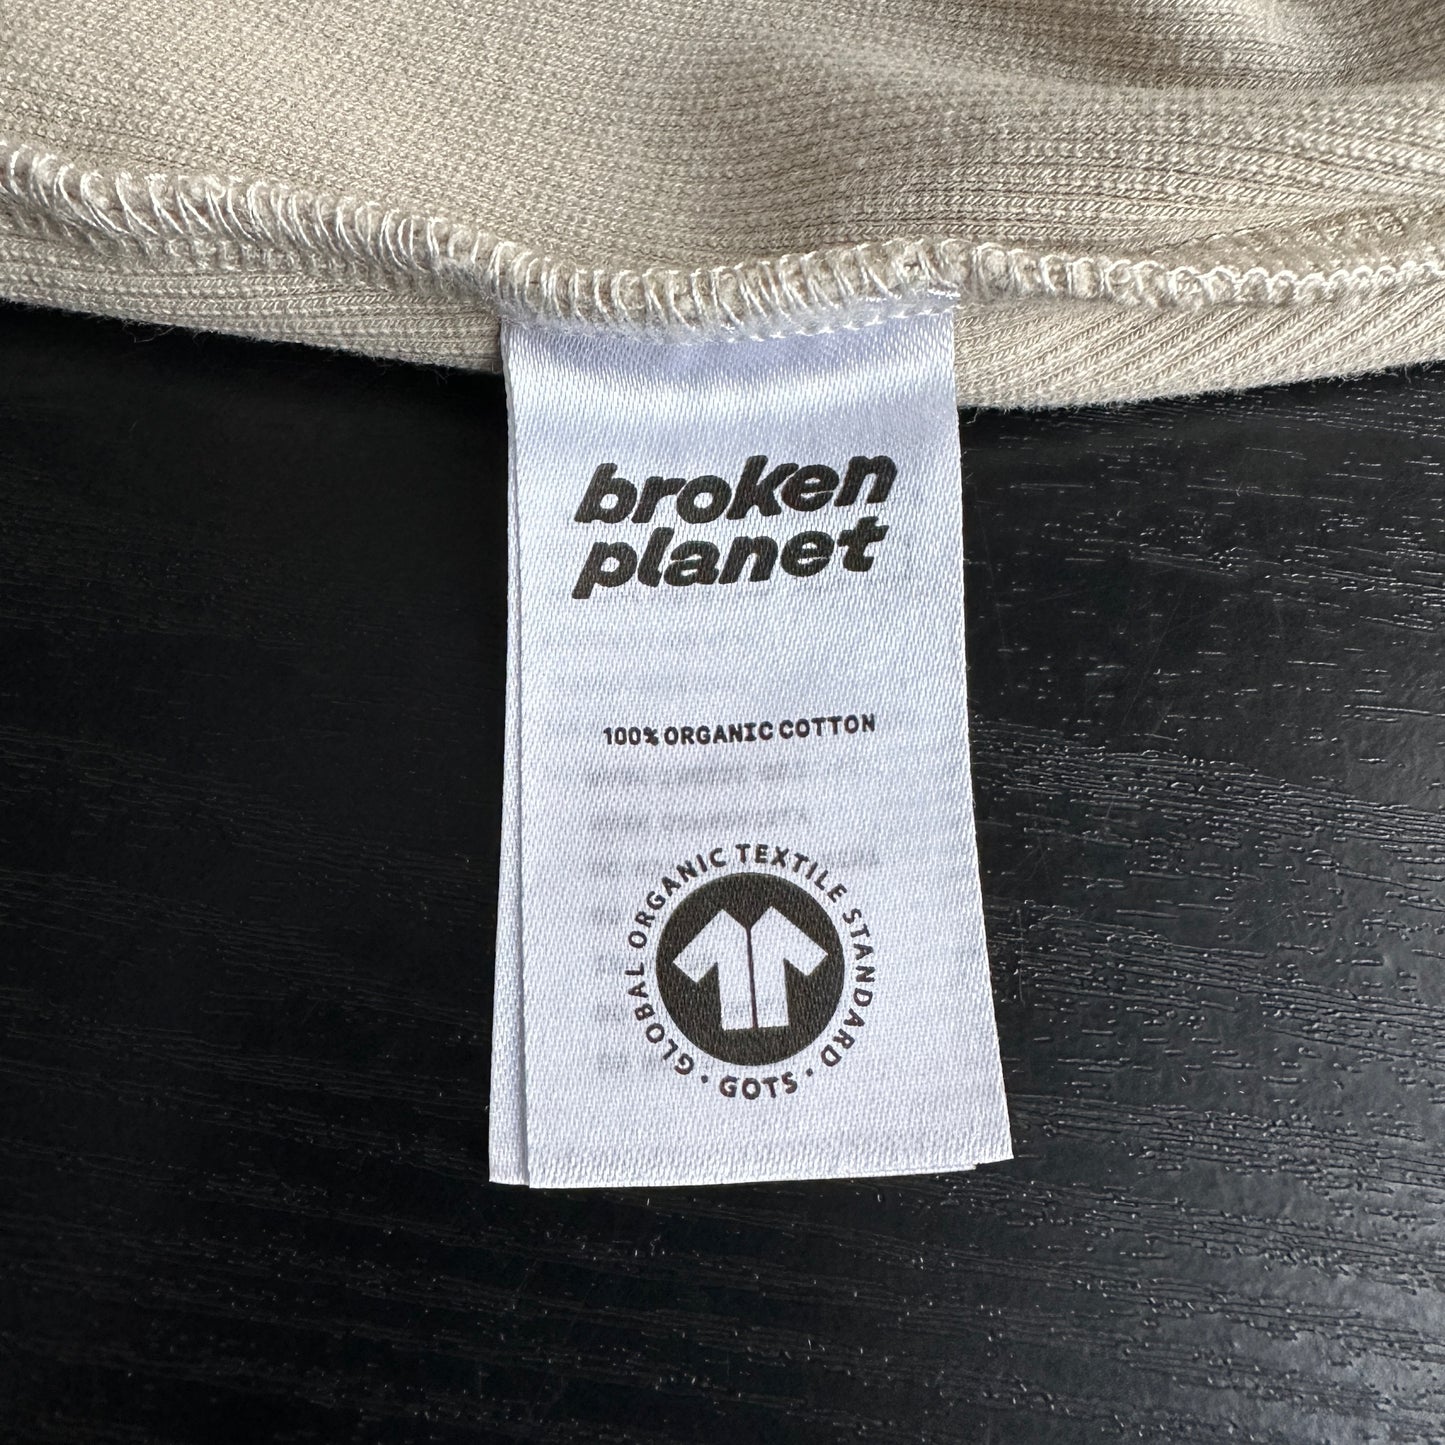 broken
planet
100% ORGANIC COTTON
GLOBAL ORGANIC TEXTILE STANDARD · GOTS ·